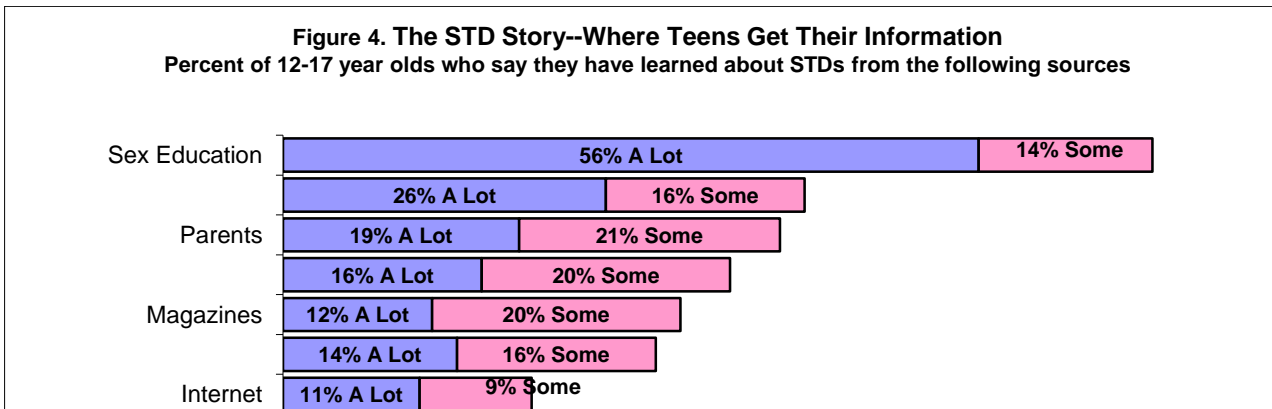 Figure 4. The STD Story--Where Teens Get Their Information
Percent of 12-17 year olds who say they have learned about STDs from the following sources
Sex Education 56% A Lot 14% Some
26% A Lot 16% Some
Parents 19% A Lot 21% Some
16% A Lot 20% Some
Magazines 12% A Lot 20% Some
14% A Lot 16% Some
Internet 11% A Lot 9% Some